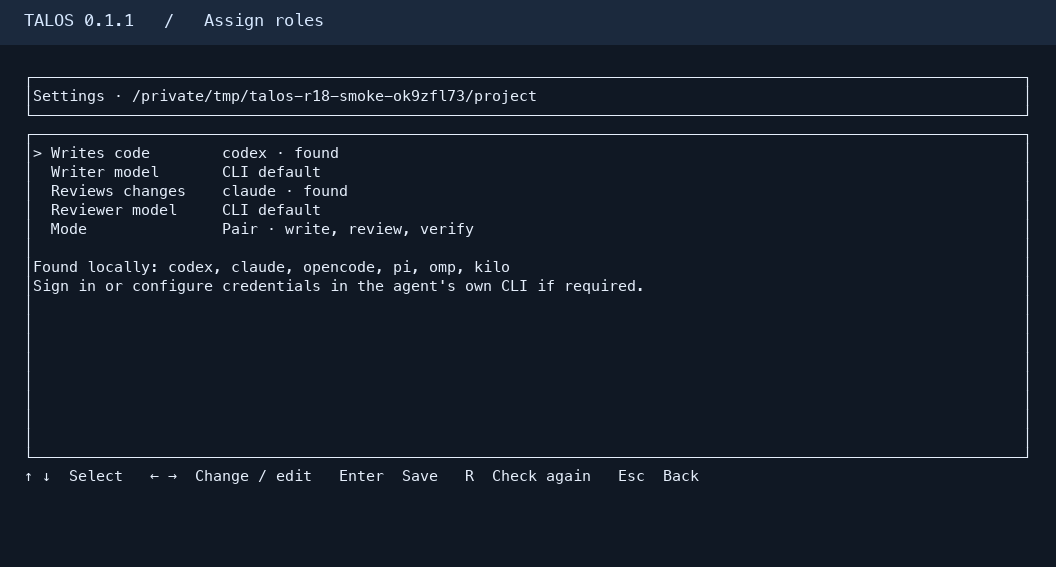 TALOS 0.1.1 / Assign roles
Settings · /private/tmp/talos-r18-smoke-ok9zfl73/project
> Writes code codex · found
Writer model CLI default
Reviews changes claude · found
Reviewer model CLI default
Mode Pair · write, review, verify
Found locally: codex, claude, opencode, pi, omp, kilo
Sign in or configure credentials in the agent's own CLI if required.
↑ ↓ Select ← → Change / edit Enter Save R Check again Esc Back